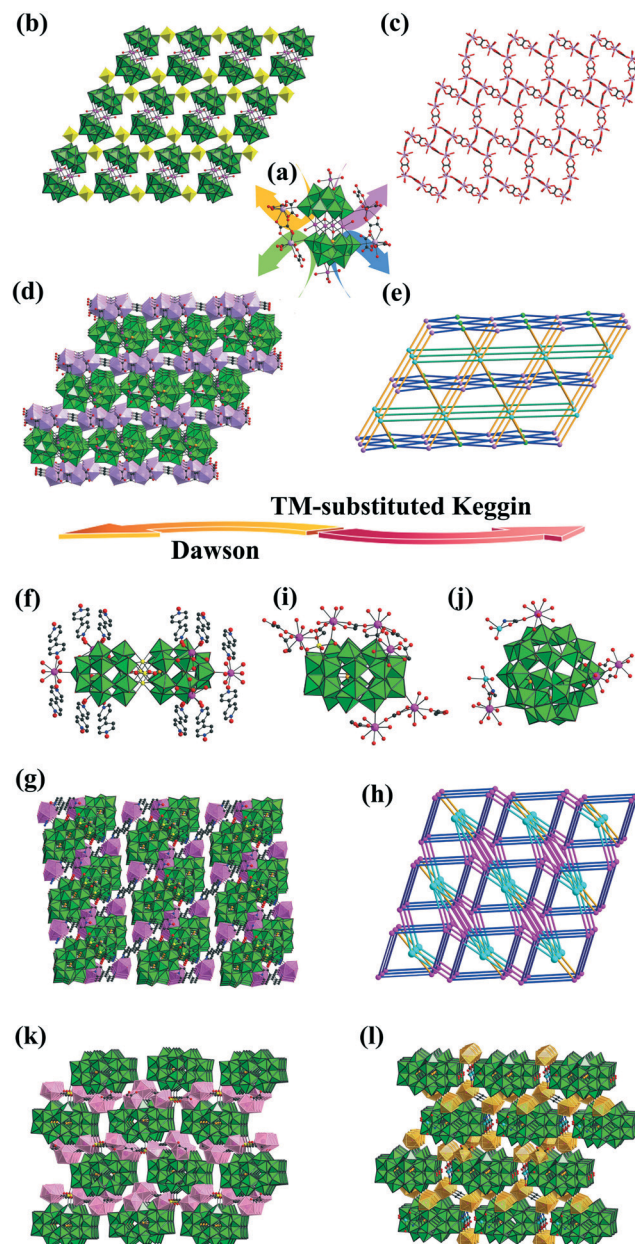 (b)
(c)
(a)
(d)
(e)
TM-substituted Keggin
Dawson
(f)
(i)
(j)
(g)
(h)
(k)
(l)